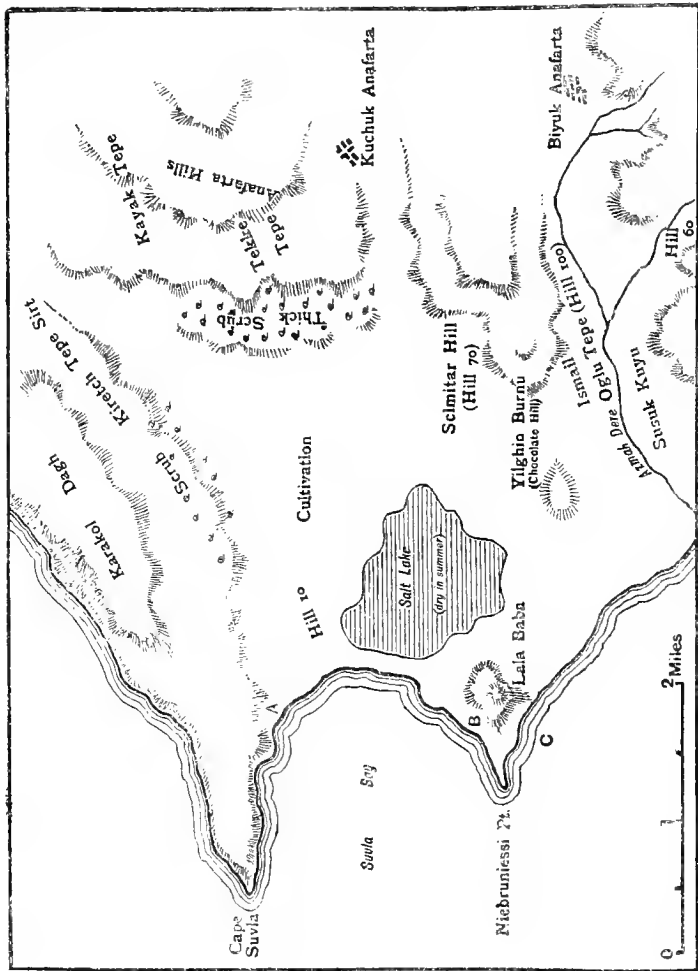 Karakol Dagh
Kiretch Tepe Sirt
Scrub
Kayak Tepe
Anafarta Hills
Tekke
Tepe
Thick
Scrub
Kuchuk Anafarta
Cape
Suvla
A
Hill 10
Cultivation
Suvla Bay
Salt Lake
(dry in summer)
Scimitar Hill
(Hill 70)
Yilghin Burnu
(Chocolate Hill)
Ismail
Oglu Tepe (Hill 100)
Biyuk Anafarta
Niebruniessi Pt.
B
Lala Baba
C
Azmah Dere
Susuk Kuyu
Hill
60
0 1 2 Miles